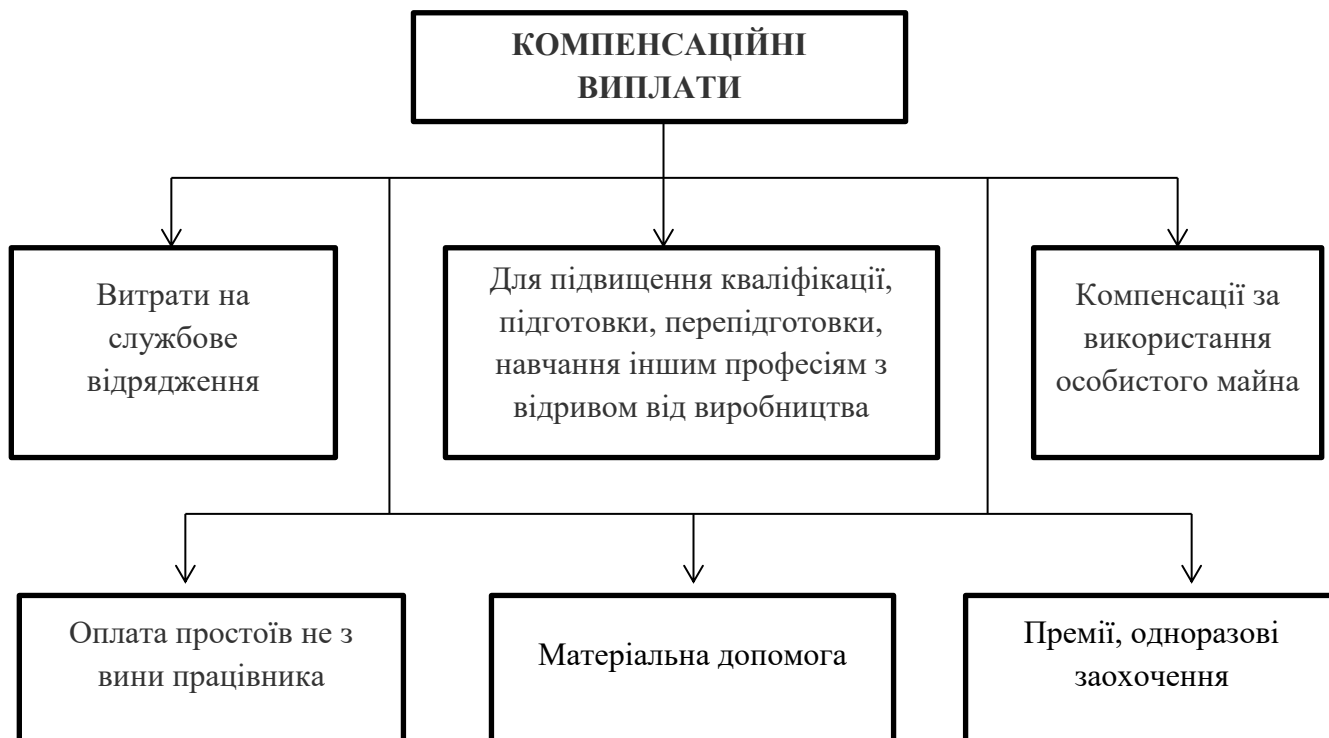 КОМПЕНСАЦІЙНІ
ВИПЛАТИ
Витрати на
службове
відрядження
Для підвищення кваліфікації,
підготовки, перепідготовки,
навчання іншим професіям з
відривом від виробництва
Компенсації за
використання
особистого майна
Оплата простоїв не з
вини працівника
Матеріальна допомога
Премії, одноразові
заохочення